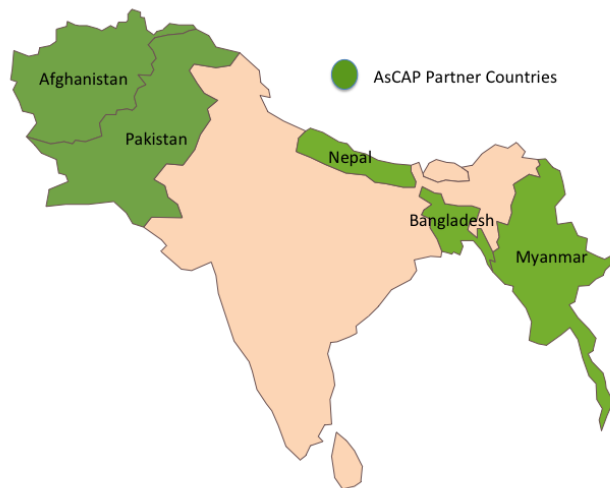 AsCAP Partner Countries
Afghanistan
Pakistan
Nepal
Bangladesh
Myanmar